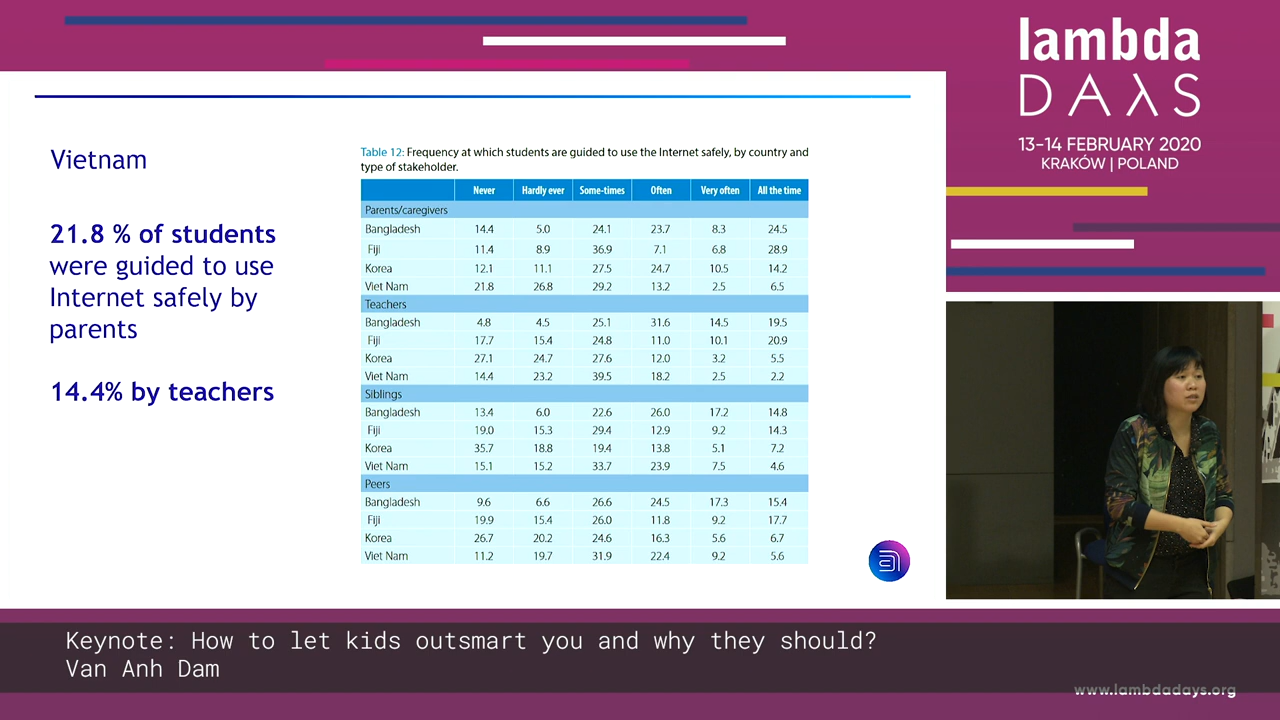 lambda
DAλS
13–14 FEBRUARY 2020
KRAKÓW | POLAND
Vietnam
21.8 % of students
were guided to use
Internet safely by
parents
14.4% by teachers
Table 12: Frequency at which students are guided to use the Internet safely, by country and
type of stakeholder.
Never Hardly ever Some-times Often Very often All the time
Parents/caregivers
Bangladesh 14.4 5.0 24.1 23.7 8.3 24.5
Fiji 11.4 8.9 36.9 7.1 6.8 28.9
Korea 12.1 11.1 27.5 24.7 10.5 14.2
Viet Nam 21.8 26.8 29.2 13.2 2.5 6.5
Teachers
Bangladesh 4.8 4.5 25.1 31.6 14.5 19.5
Fiji 17.7 15.4 24.8 11.0 10.1 20.9
Korea 27.1 24.7 27.6 12.0 3.2 5.5
Viet Nam 14.4 23.2 39.5 18.2 2.5 2.2
Siblings
Bangladesh 13.4 6.0 22.6 26.0 17.2 14.8
Fiji 19.0 15.3 29.4 12.9 9.2 14.3
Korea 35.7 18.8 19.4 13.8 5.1 7.2
Viet Nam 15.1 15.2 33.7 23.9 7.5 4.6
Peers
Bangladesh 9.6 6.6 26.6 24.5 17.3 15.4
Fiji 19.9 15.4 26.0 11.8 9.2 17.7
Korea 26.7 20.2 24.6 16.3 5.6 6.7
Viet Nam 11.2 19.7 31.9 22.4 9.2 5.6
Keynote: How to let kids outsmart you and why they should?
Van Anh Dam
www.lambdadays.org